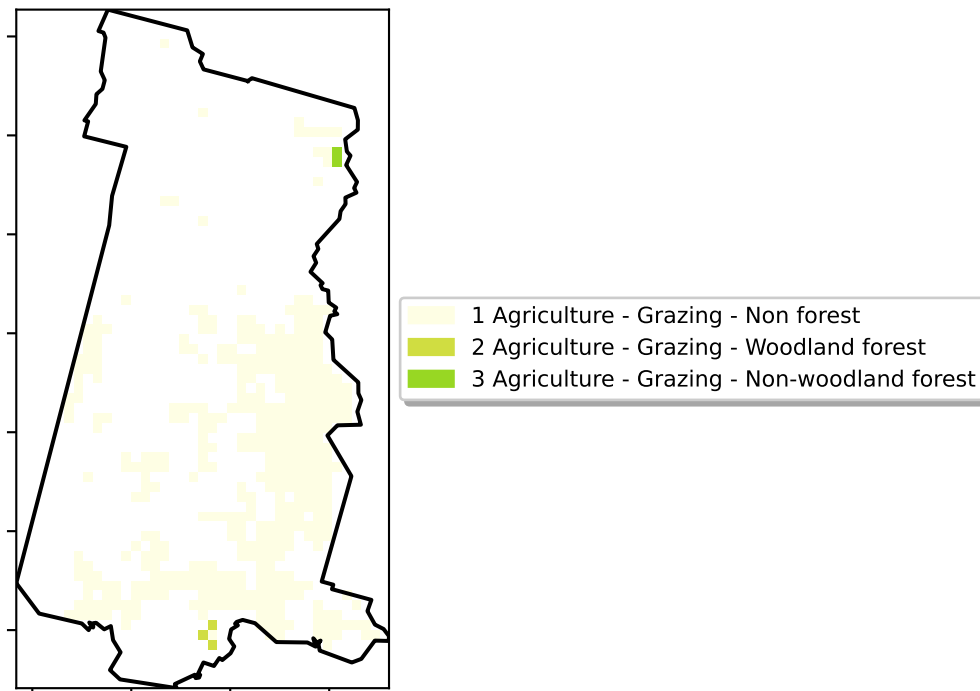 1 Agriculture - Grazing - Non forest
2 Agriculture - Grazing - Woodland forest
3 Agriculture - Grazing - Non-woodland forest